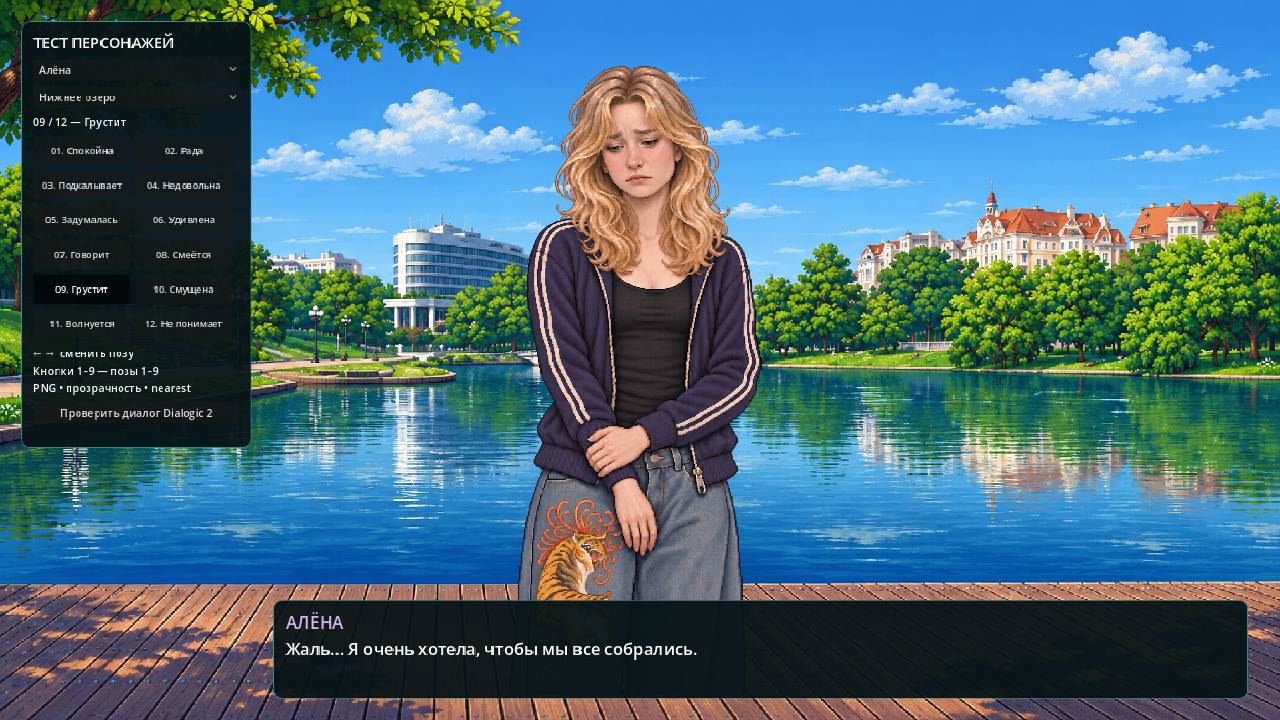 ТЕСТ ПЕРСОНАЖЕЙ
Алёна
Нижнее озеро
09 / 12 — Грустит
01. Спокойна
02. Рада
03. Подкалывает
04. Недовольна
05. Задумалась
06. Удивлена
07. Говорит
08. Смеётся
09. Грустит
10. Смущена
11. Волнуется
12. Не понимает
← → сменить позу
Кнопки 1–9 — позы 1–9
PNG • прозрачность • nearest
Проверить диалог Dialogic 2
АЛЁНА
Жаль... Я очень хотела, чтобы мы все собрались.